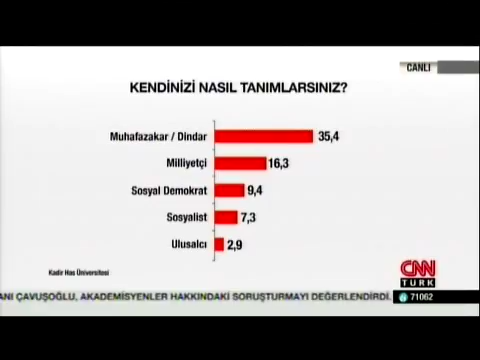 CANLI
KENDİNİZİ NASIL TANIMLARSINIZ?
Muhafazakar / Dindar 35,4
Milliyetçi 16,3
Sosyal Demokrat 9,4
Sosyalist 7,3
Ulusalcı 2,9
Kadir Has Üniversitesi
CNN
TÜRK
ANI ÇAVUŞOĞLU, AKADEMİSYENLER HAKKINDAKİ SORUŞTURMAYI DEĞERLENDİRDİ. 71062